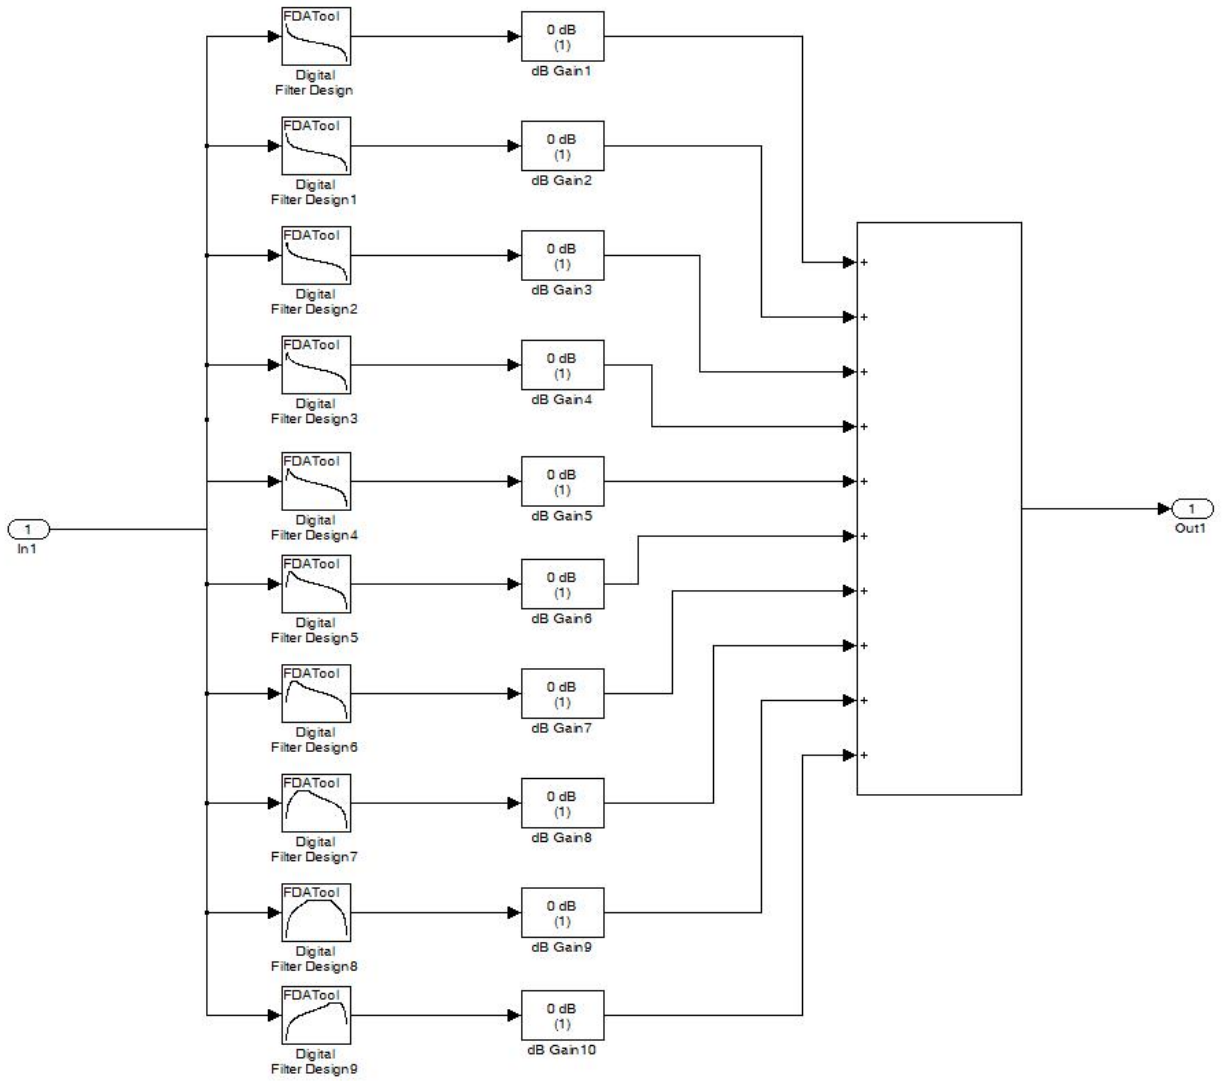 FDATool
Digital
Filter Design
0 dB
(1)
dB Gain1
FDATool
Digital
Filter Design1
0 dB
(1)
dB Gain2
FDATool
Digital
Filter Design2
0 dB
(1)
dB Gain3
FDATool
Digital
Filter Design3
0 dB
(1)
dB Gain4
FDATool
Digital
Filter Design4
0 dB
(1)
dB Gain5
FDATool
Digital
Filter Design5
0 dB
(1)
dB Gain6
FDATool
Digital
Filter Design6
0 dB
(1)
dB Gain7
FDATool
Digital
Filter Design7
0 dB
(1)
dB Gain8
FDATool
Digital
Filter Design8
0 dB
(1)
dB Gain9
FDATool
Digital
Filter Design9
0 dB
(1)
dB Gain10
1
In1
+
+
+
+
+
+
+
+
+
+
1
Out1